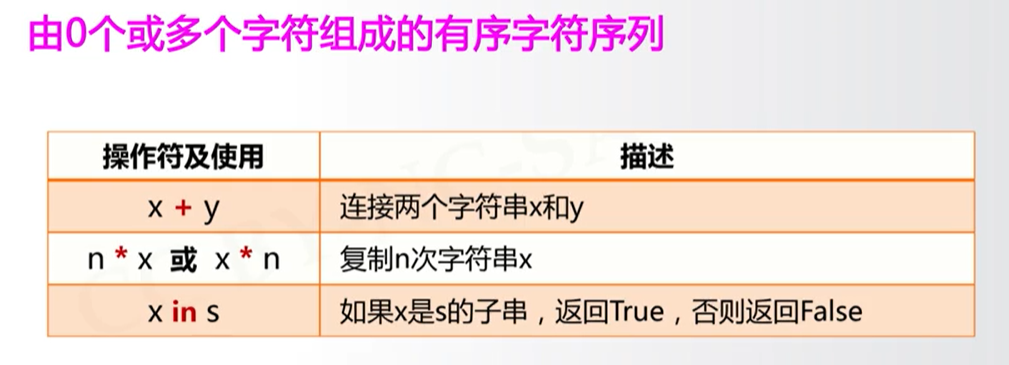 由0个或多个字符组成的有序字符序列
操作符及使用 描述
x + y 连接两个字符串x和y
n * x 或 x * n 复制n次字符串x
x in s 如果x是s的子串，返回True，否则返回False